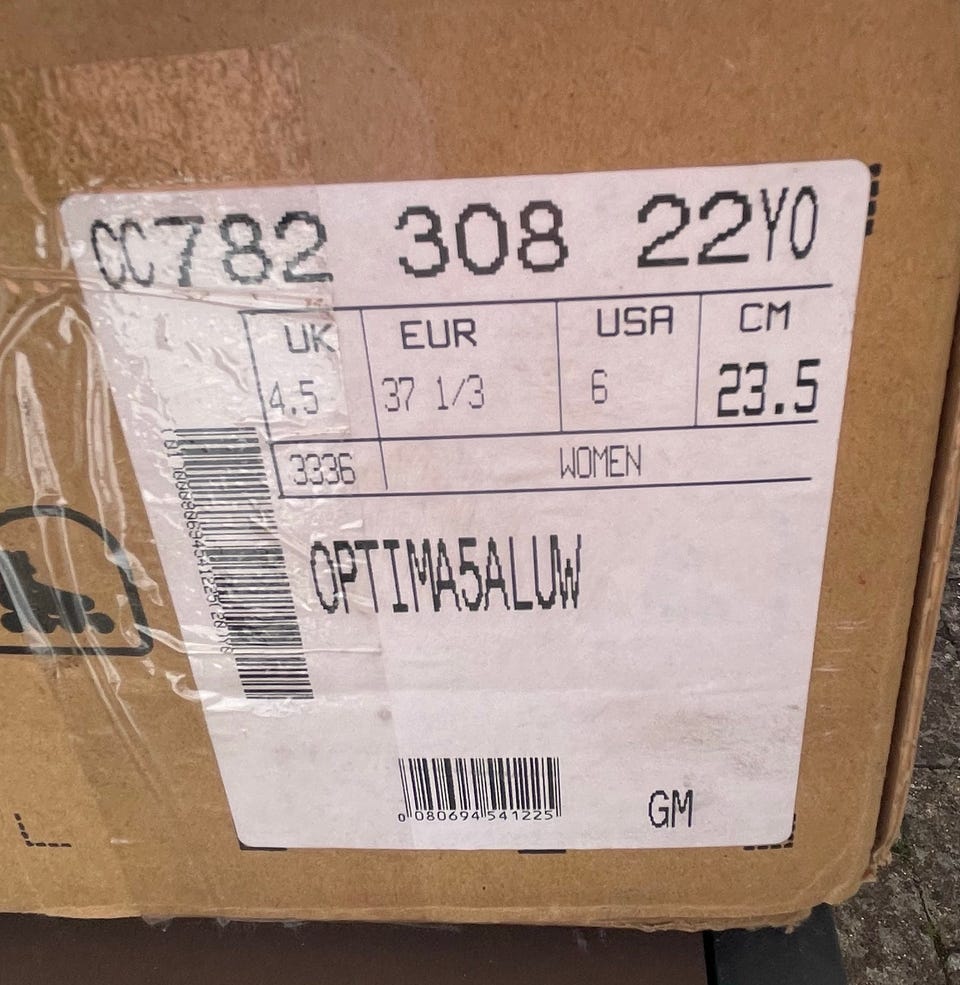 CC782 308 22Y0
UK EUR USA CM
4.5 37 1/3 6 23.5
3336 WOMEN
OPTIMA5ALUW
0 080694 541225
GM